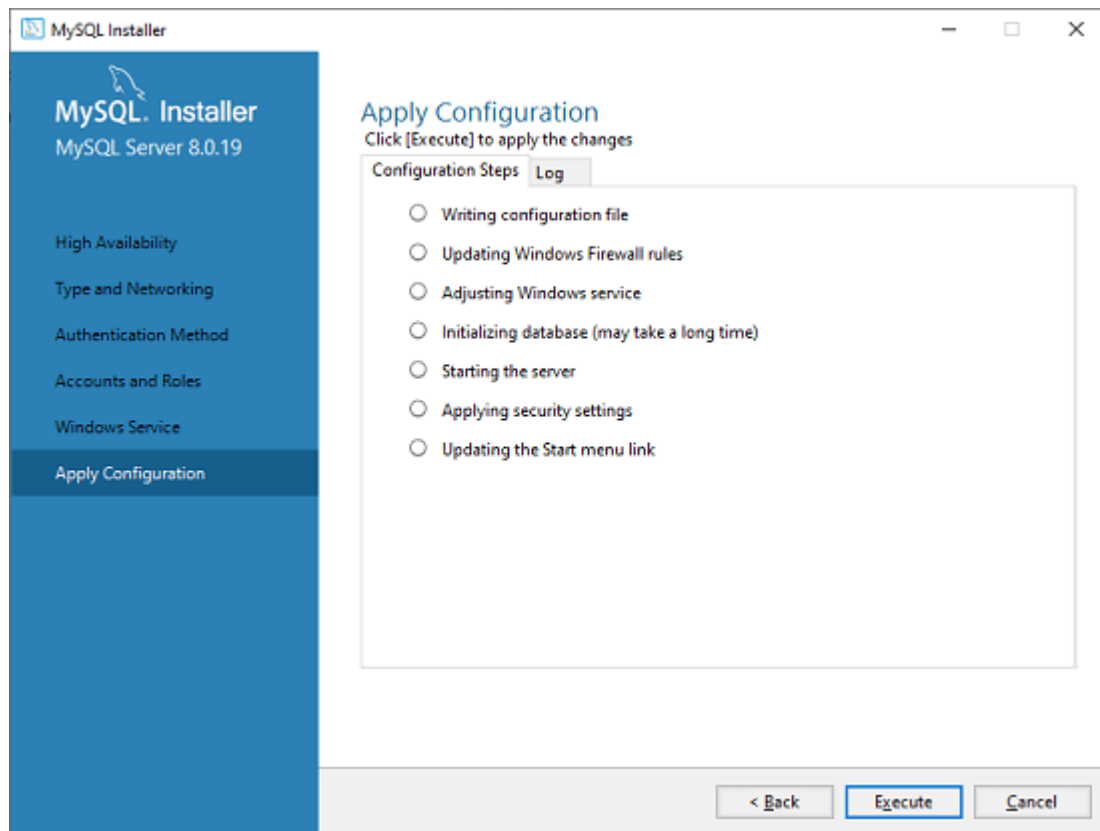 MySQL Installer
MySQL. Installer
MySQL Server 8.0.19
High Availability
Type and Networking
Authentication Method
Accounts and Roles
Windows Service
Apply Configuration
Apply Configuration
Click [Execute] to apply the changes
Configuration Steps Log
Writing configuration file
Updating Windows Firewall rules
Adjusting Windows service
Initializing database (may take a long time)
Starting the server
Applying security settings
Updating the Start menu link
< Back Execute Cancel